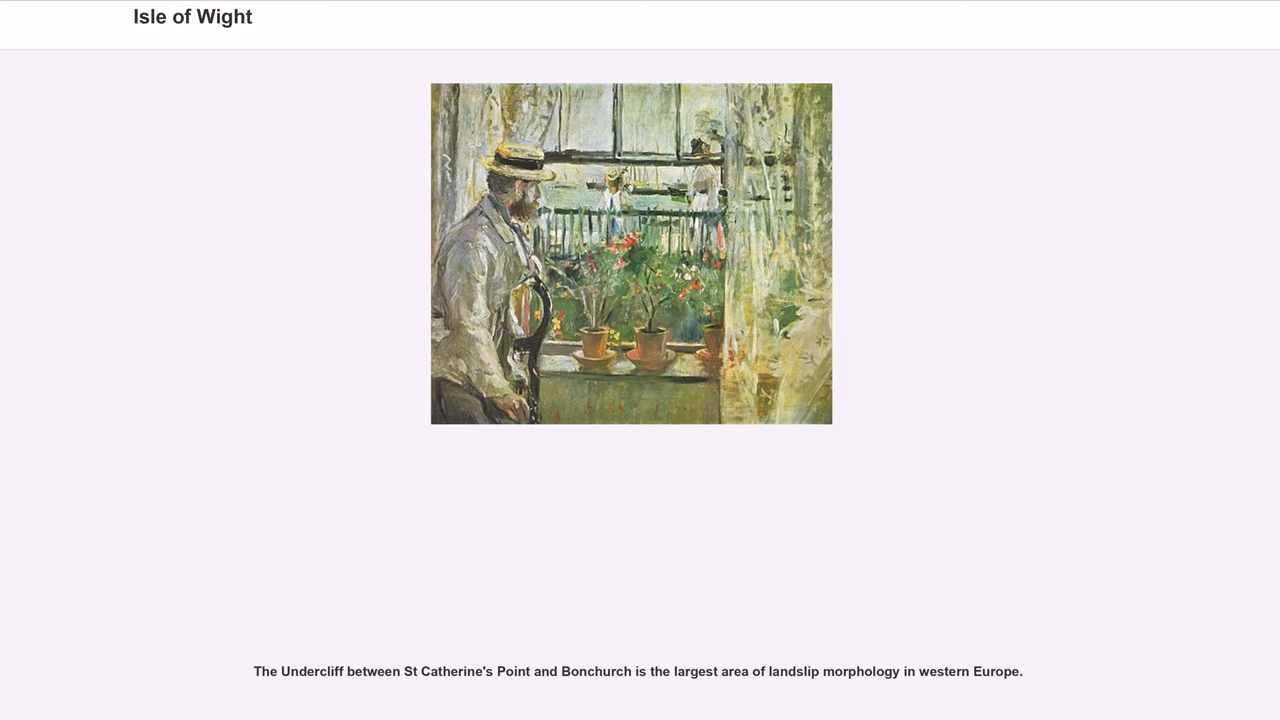 Isle of Wight
The Undercliff between St Catherine's Point and Bonchurch is the largest area of landslip morphology in western Europe.